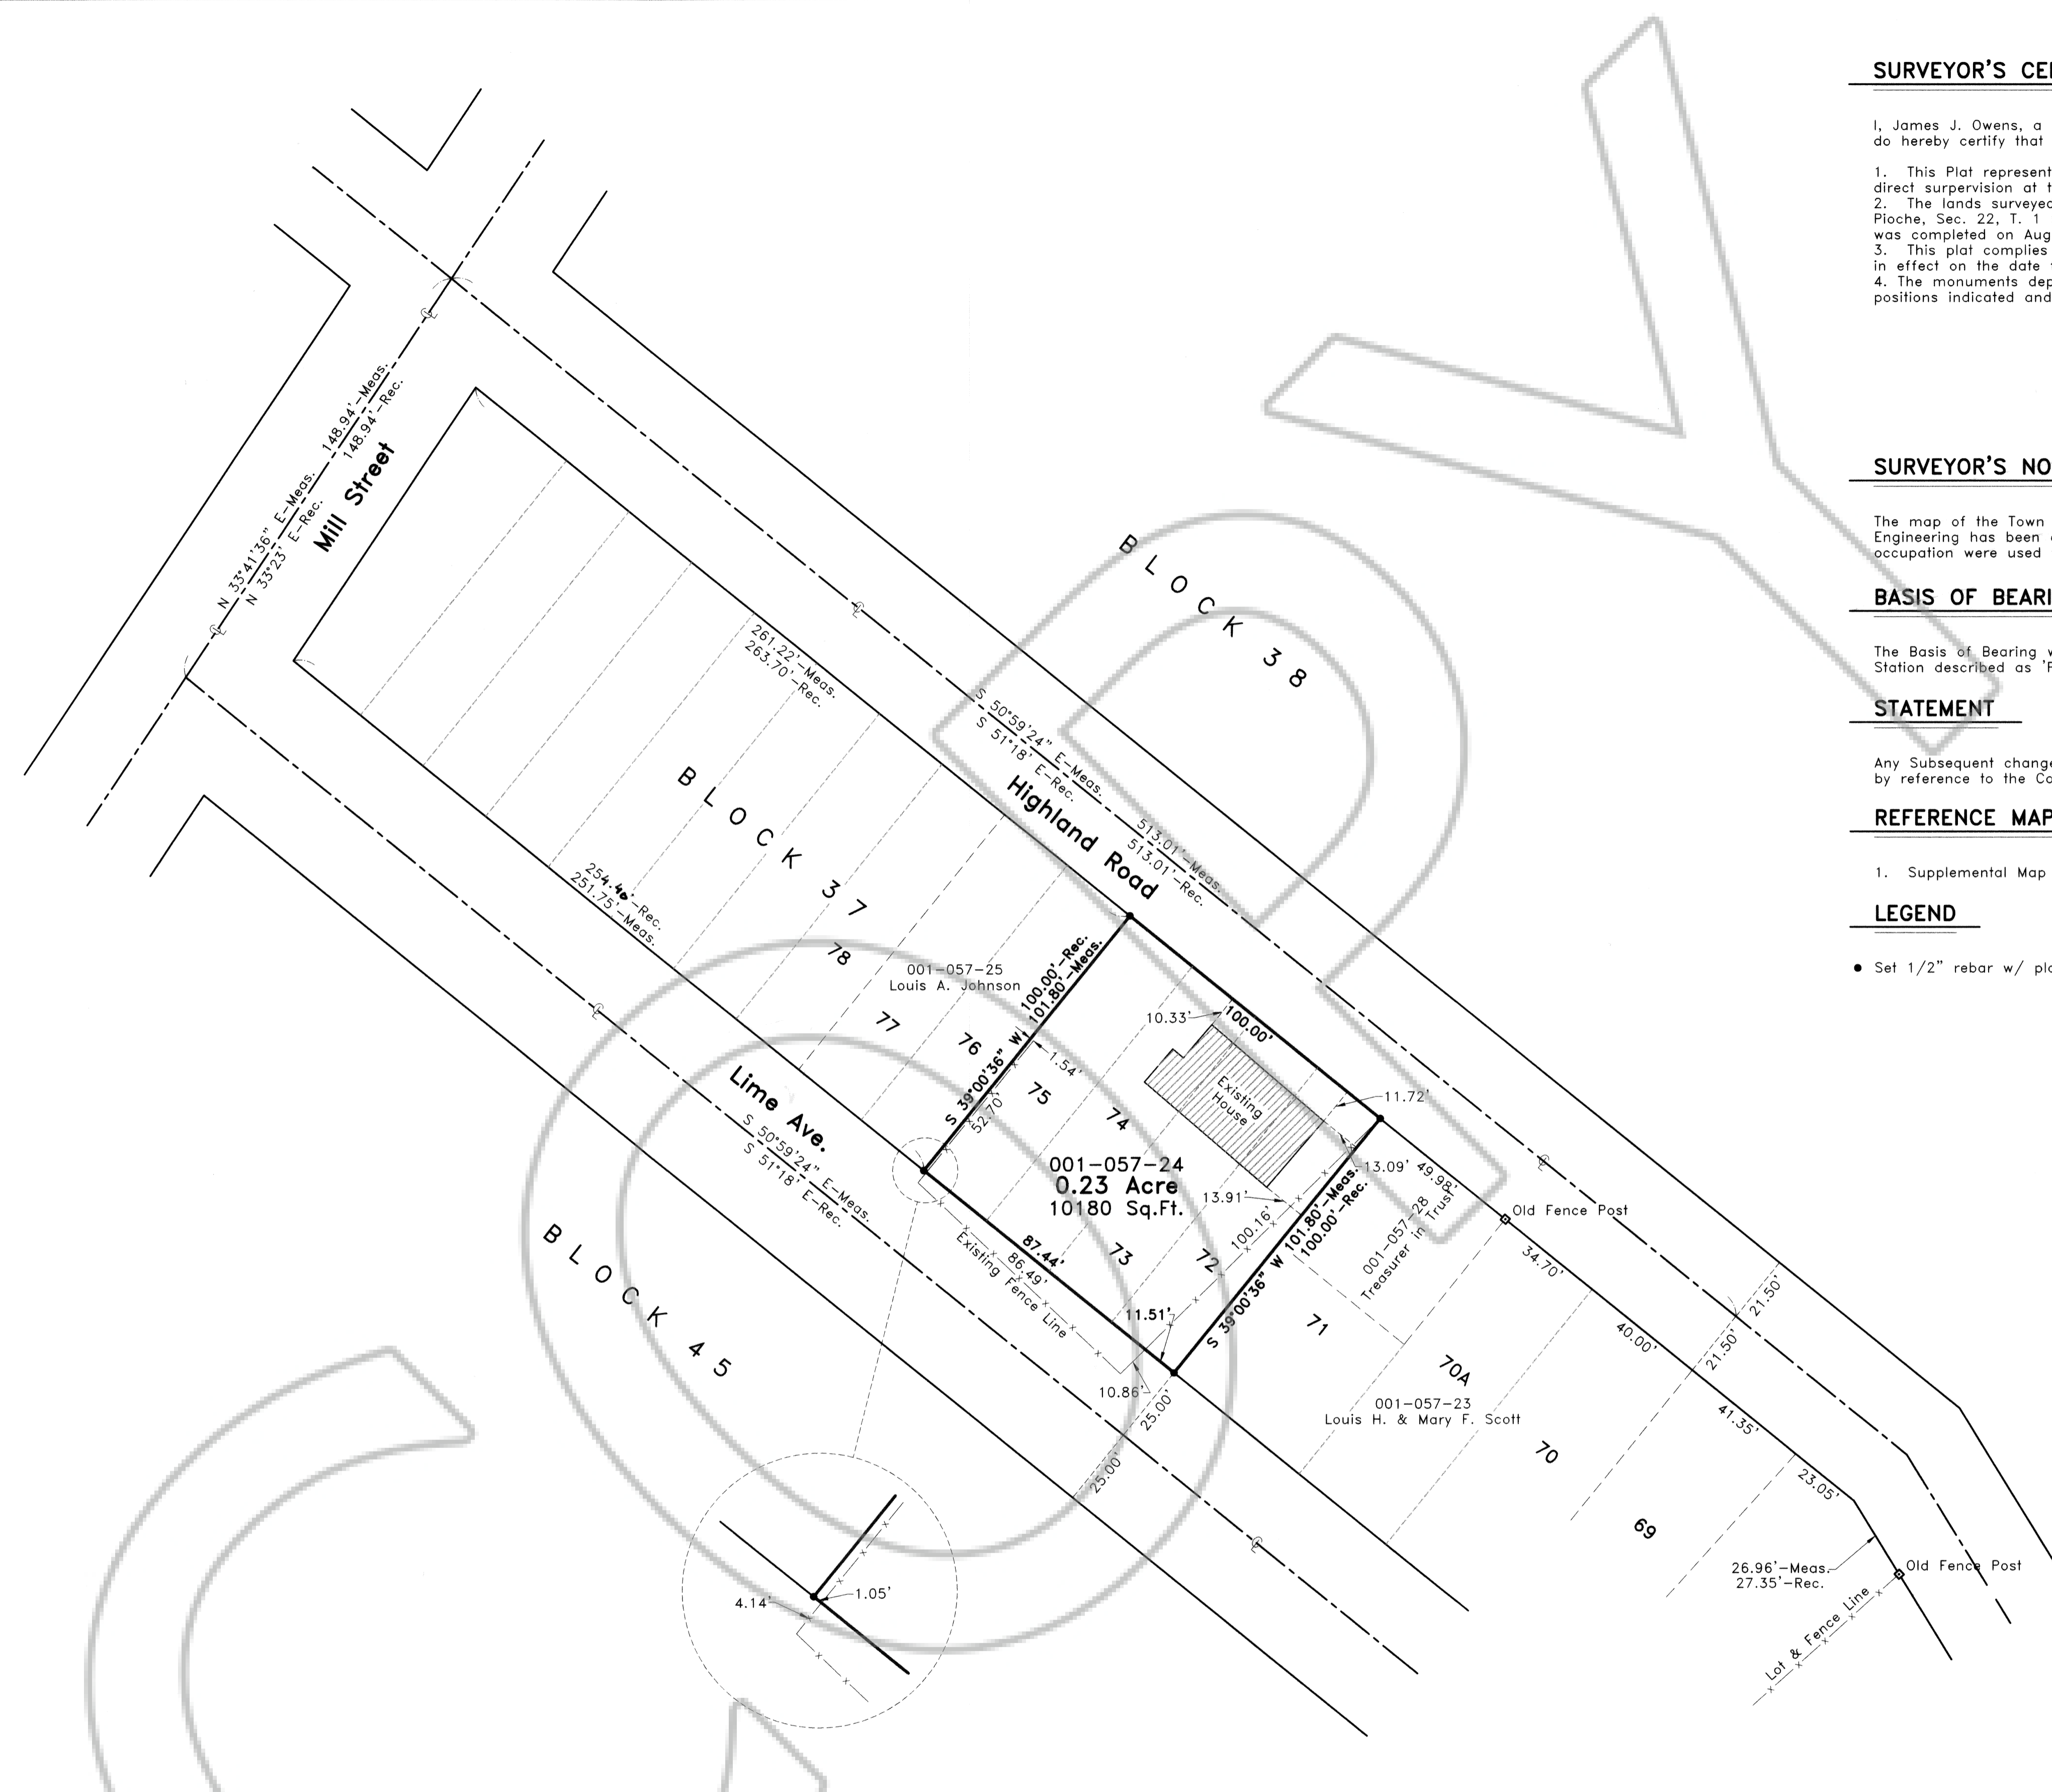 SURVEYOR'S CE
I, James J. Owens, a
do hereby certify that
1. This Plat represent
direct surpervision at t
2. The lands surveyed
Pioche, Sec. 22, T. 1
was completed on Aug
3. This plat complies
in effect on the date
4. The monuments dep
positions indicated and
SURVEYOR'S NO
The map of the Town
Engineering has been
occupation were used
BASIS OF BEARI
The Basis of Bearing w
Station described as 'P
STATEMENT
Any Subsequent change
by reference to the Co
REFERENCE MAP
1. Supplemental Map
LEGEND
Set 1/2" rebar w/ pla
148.94'-Meas.
148.94'-Rec.
N 33°41'36" E-Meas.
N 33°23' E-Rec.
Mill Street
BLOCK 38
261.22'-Meas.
263.70'-Rec.
S 50°59'24" E-Meas.
S 51°18' E-Rec.
Highland Road
513.01'-Meas.
513.01'-Rec.
BLOCK 37
254.40'-Rec.
251.75'-Meas.
78
001-057-25
Louis A. Johnson
77
76
100.00'-Rec.
101.80'-Meas.
S 39°00'36" W
52.70'
1.54'
75
74
10.33'
100.00'
Existing
House
11.72'
13.09'
49.98'
13.91'
001-057-24
0.23 Acre
10180 Sq.Ft.
73
72
100.16'
S 39°00'36" W
101.80'-Meas.
100.00'-Rec.
001-057-28
Treasurer in Trust
Old Fence Post
34.70'
21.50'
21.50'
40.00'
41.35'
23.05'
Lime Ave.
S 50°59'24" E-Meas.
S 51°18' E-Rec.
87.44'
86.49'
Existing Fence Line
11.51'
10.86'
25.00'
25.00'
71
70A
001-057-23
Louis H. & Mary F. Scott
70
69
BLOCK 45
4.14'
1.05'
26.96'-Meas.
27.35'-Rec.
Old Fence Post
Lot & Fence Line
COPY